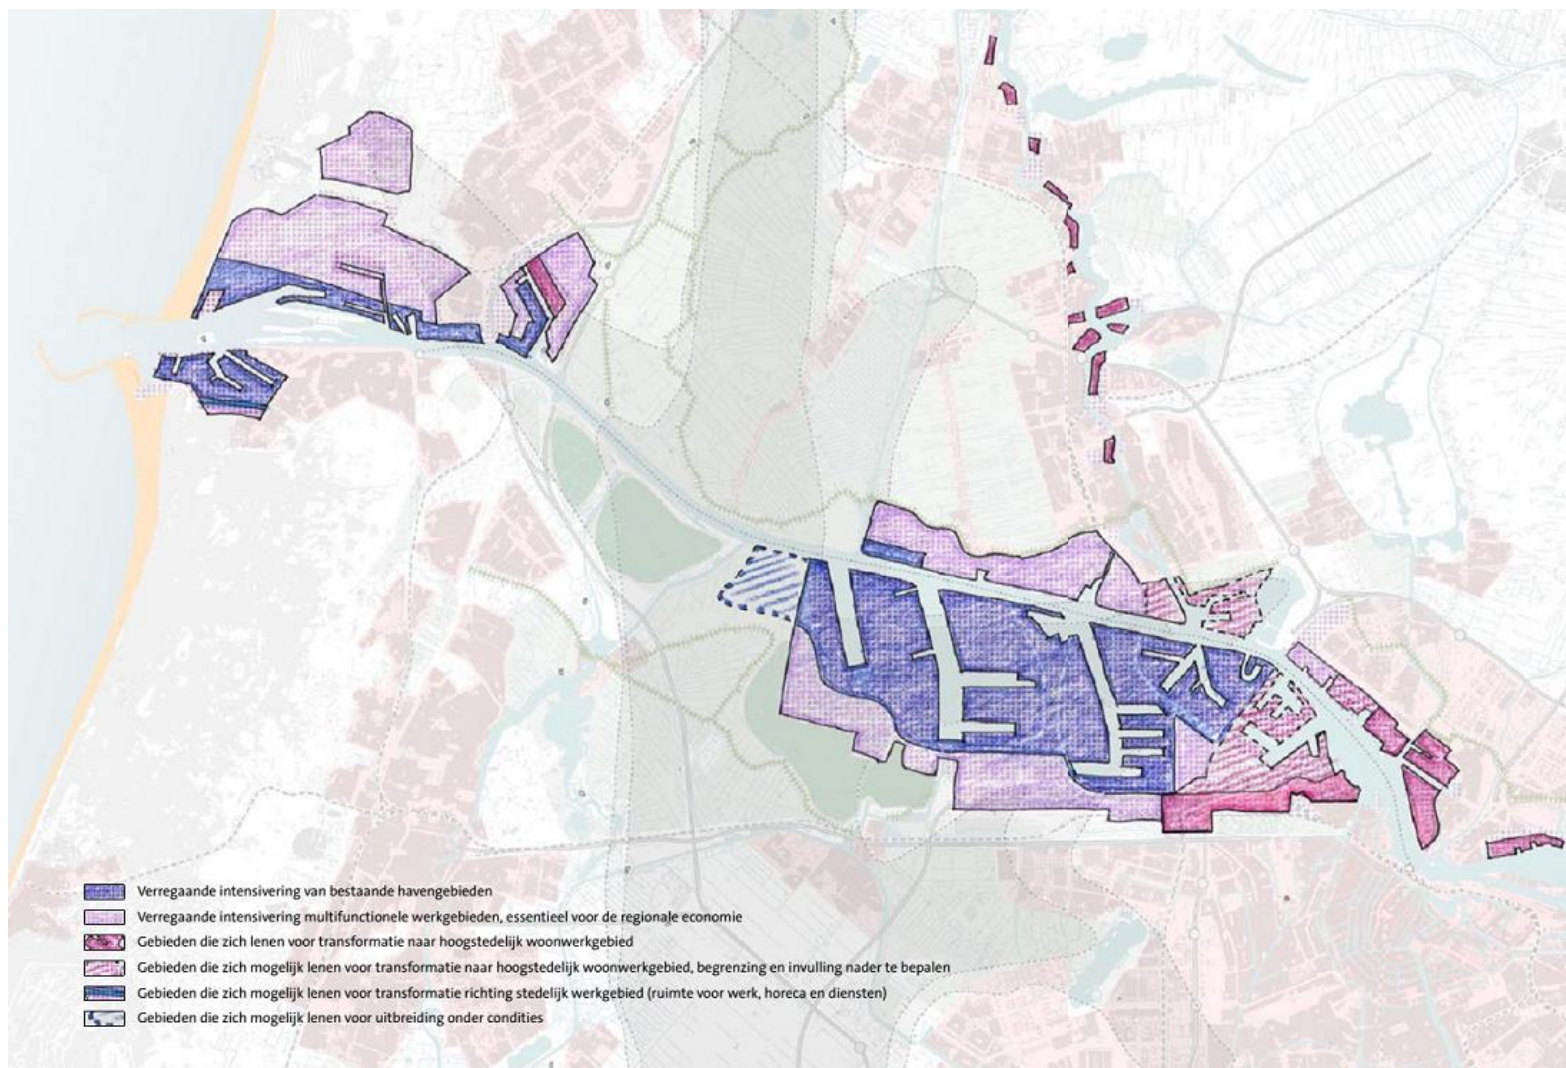 Verregaande intensivering van bestaande havengebieden
Verregaande intensivering multifunctionele werkgebieden, essentieel voor de regionale economie
Gebieden die zich lenen voor transformatie naar hoogstedelijk woonwerkgebied
Gebieden die zich mogelijk lenen voor transformatie naar hoogstedelijk woonwerkgebied, begrenzing en invulling nader te bepalen
Gebieden die zich mogelijk lenen voor transformatie richting stedelijk werkgebied (ruimte voor werk, horeca en diensten)
Gebieden die zich mogelijk lenen voor uitbreiding onder condities